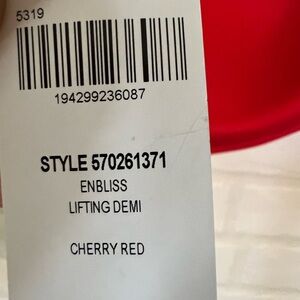 5319
194299236087
STYLE 570261371
ENBLISS
LIFTING DEMI
CHERRY RED